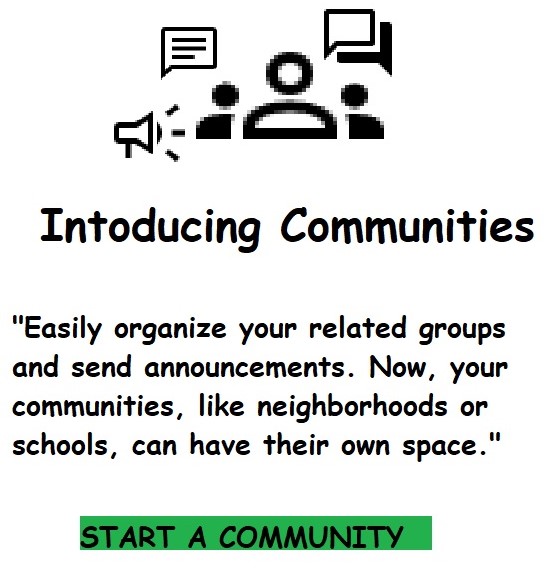 Intoducing Communities
"Easily organize your related groups
and send announcements. Now, your
communities, like neighborhoods or
schools, can have their own space."
START A COMMUNITY